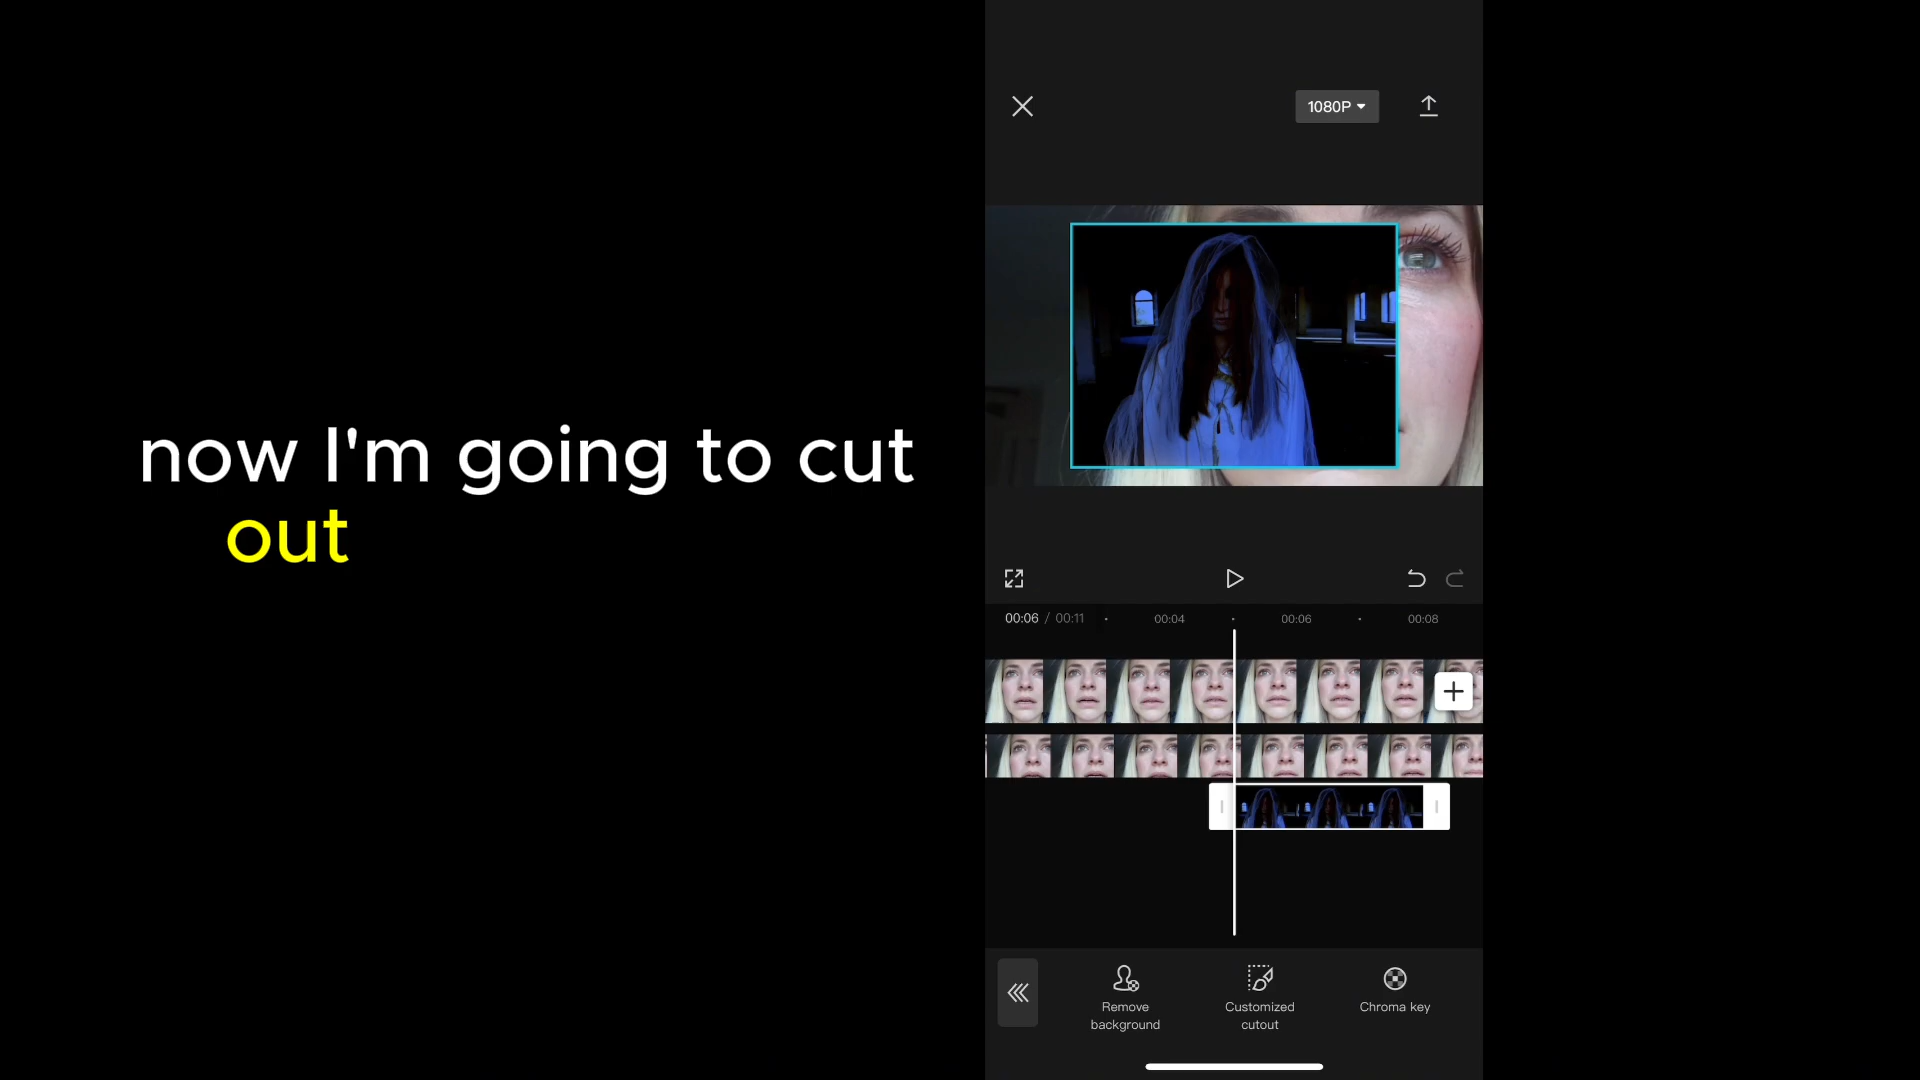 now I'm going to cut
out
1080P
00:06 / 00:11
00:04
00:06
00:08
Remove
background
Customized
cutout
Chroma key